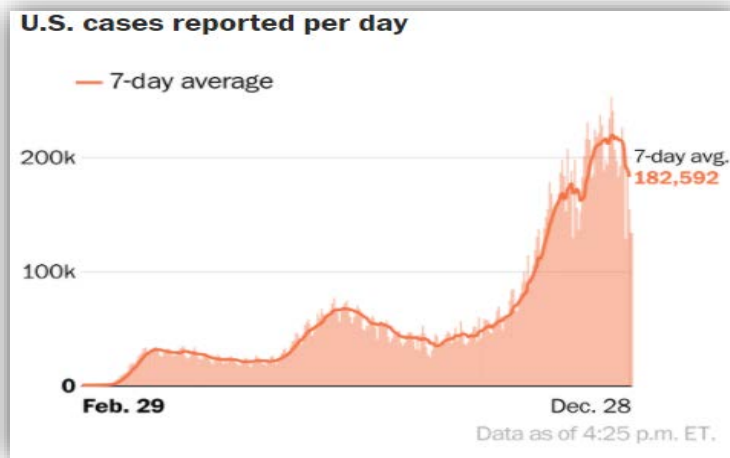 U.S. cases reported per day
7-day average
200k
7-day avg.
182,592
100k
0
Feb. 29
Dec. 28
Data as of 4:25 p.m. ET.